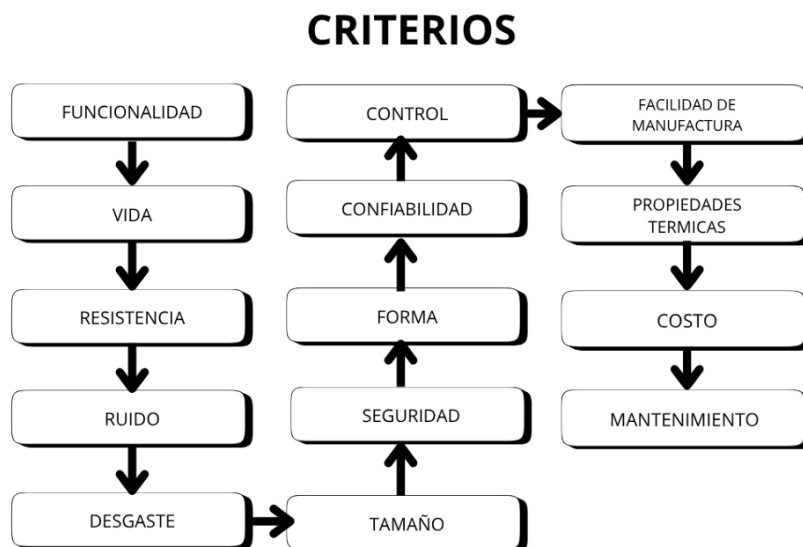 CRITERIOS
FUNCIONALIDAD
VIDA
RESISTENCIA
RUIDO
DESGASTE
TAMAÑO
SEGURIDAD
FORMA
CONFIABILIDAD
CONTROL
FACILIDAD DE
MANUFACTURA
PROPIEDADES
TERMICAS
COSTO
MANTENIMIENTO